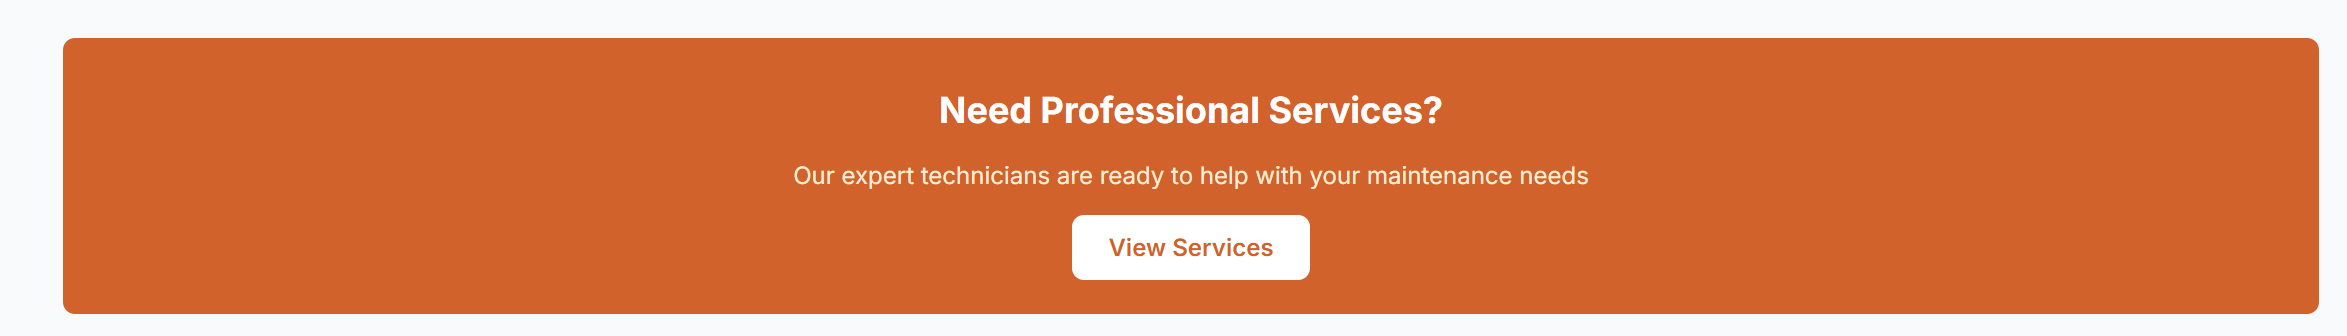 Need Professional Services?
Our expert technicians are ready to help with your maintenance needs
View Services